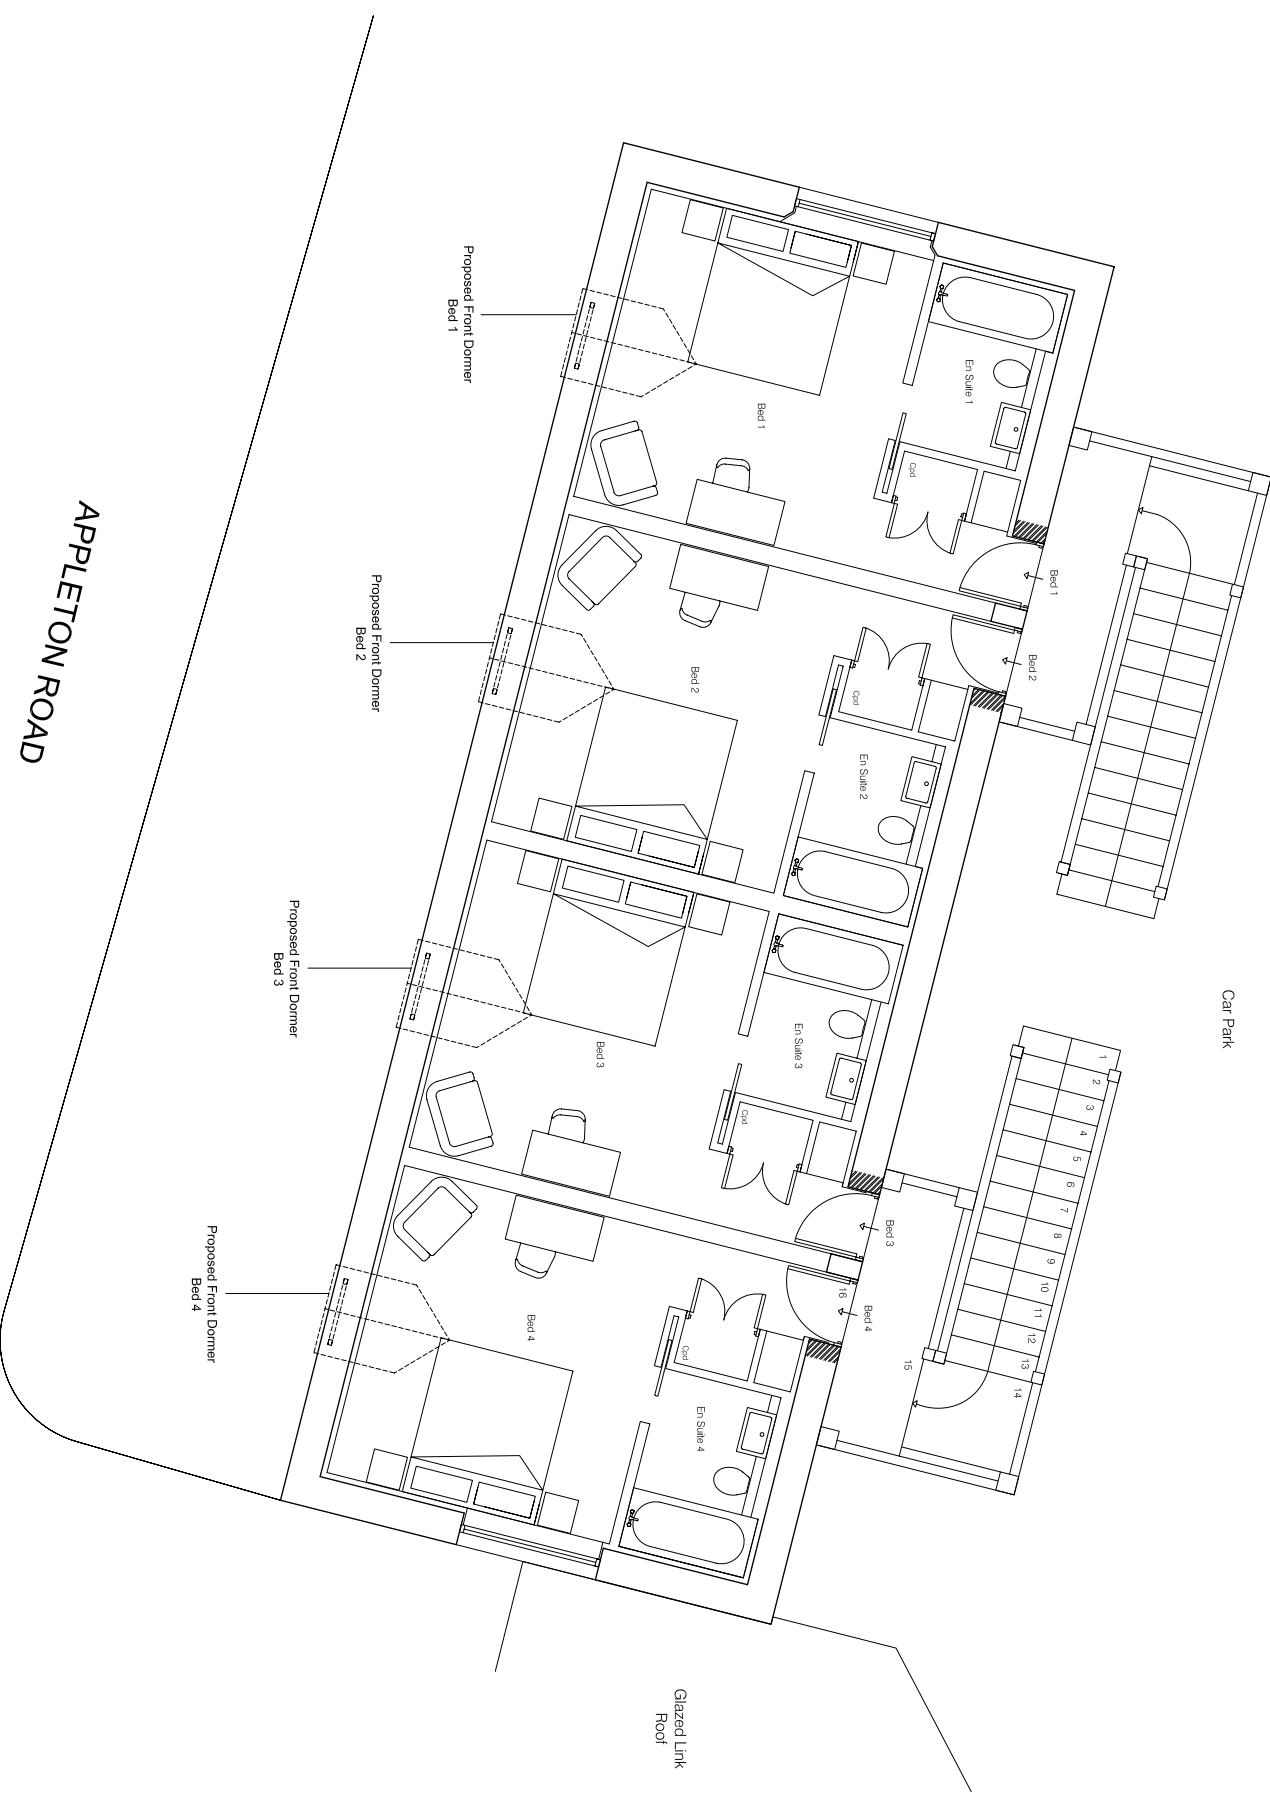 Proposed Front Dormer
Bed 1
Proposed Front Dormer
Bed 2
Proposed Front Dormer
Bed 3
Proposed Front Dormer
Bed 4
APPLETON ROAD
Bed 1
En Suite 1
Cpd
Bed 1
Bed 2
En Suite 2
Cpd
Bed 2
Bed 3
En Suite 3
Cpd
Bed 3
Bed 4
En Suite 4
Cpd
Bed 4
Car Park
1
2
3
4
5
6
7
8
9
10
11
12
13
14
15
16
Glazed Link
Roof